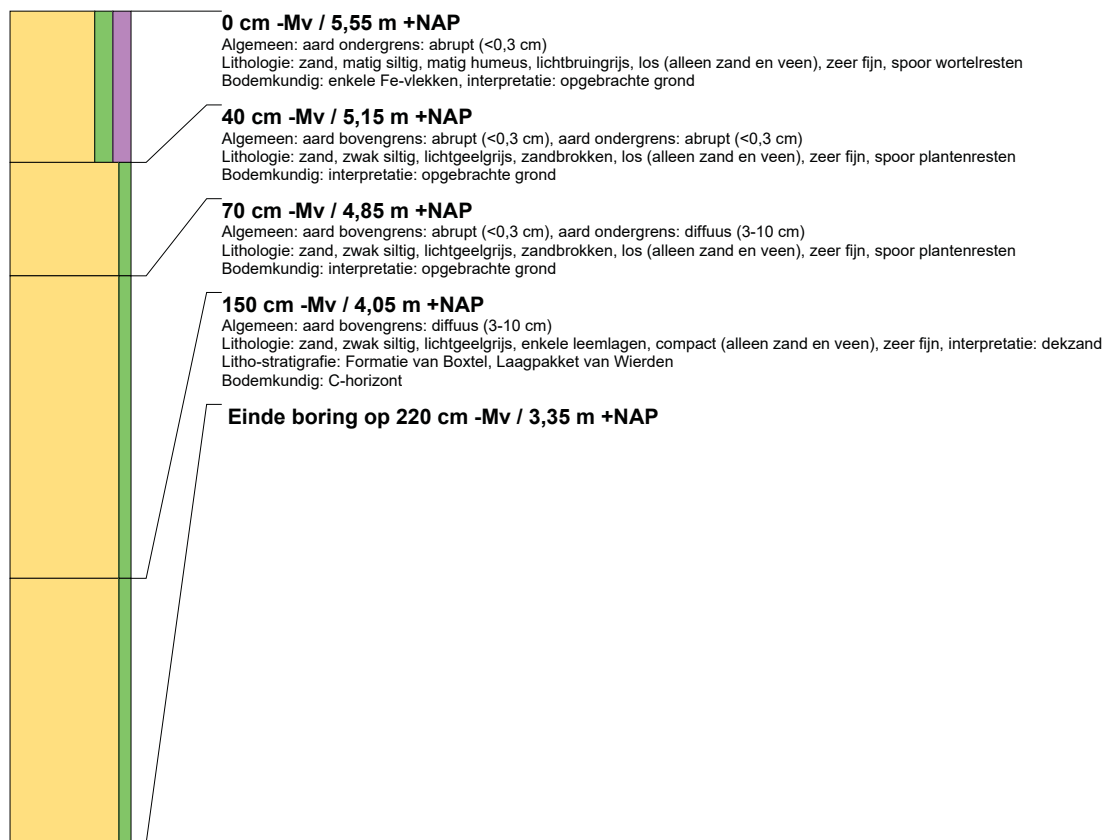 0 cm -Mv / 5,55 m +NAP
Algemeen: aard ondergrens: abrupt (<0,3 cm)
Lithologie: zand, matig siltig, matig humeus, lichtbruingrijs, los (alleen zand en veen), zeer fijn, spoor wortelresten
Bodemkundig: enkele Fe-vlekken, interpretatie: opgebrachte grond
40 cm -Mv / 5,15 m +NAP
Algemeen: aard bovengrens: abrupt (<0,3 cm), aard ondergrens: abrupt (<0,3 cm)
Lithologie: zand, zwak siltig, lichtgeelgrijs, zandbrokken, los (alleen zand en veen), zeer fijn, spoor plantenresten
Bodemkundig: interpretatie: opgebrachte grond
70 cm -Mv / 4,85 m +NAP
Algemeen: aard bovengrens: abrupt (<0,3 cm), aard ondergrens: diffuus (3-10 cm)
Lithologie: zand, zwak siltig, lichtgeelgrijs, zandbrokken, los (alleen zand en veen), zeer fijn, spoor plantenresten
Bodemkundig: interpretatie: opgebrachte grond
150 cm -Mv / 4,05 m +NAP
Algemeen: aard bovengrens: diffuus (3-10 cm)
Lithologie: zand, zwak siltig, lichtgeelgrijs, enkele leemlagen, compact (alleen zand en veen), zeer fijn, interpretatie: dekzand
Litho-stratigrafie: Formatie van Boxtel, Laagpakket van Wierden
Bodemkundig: C-horizont
Einde boring op 220 cm -Mv / 3,35 m +NAP